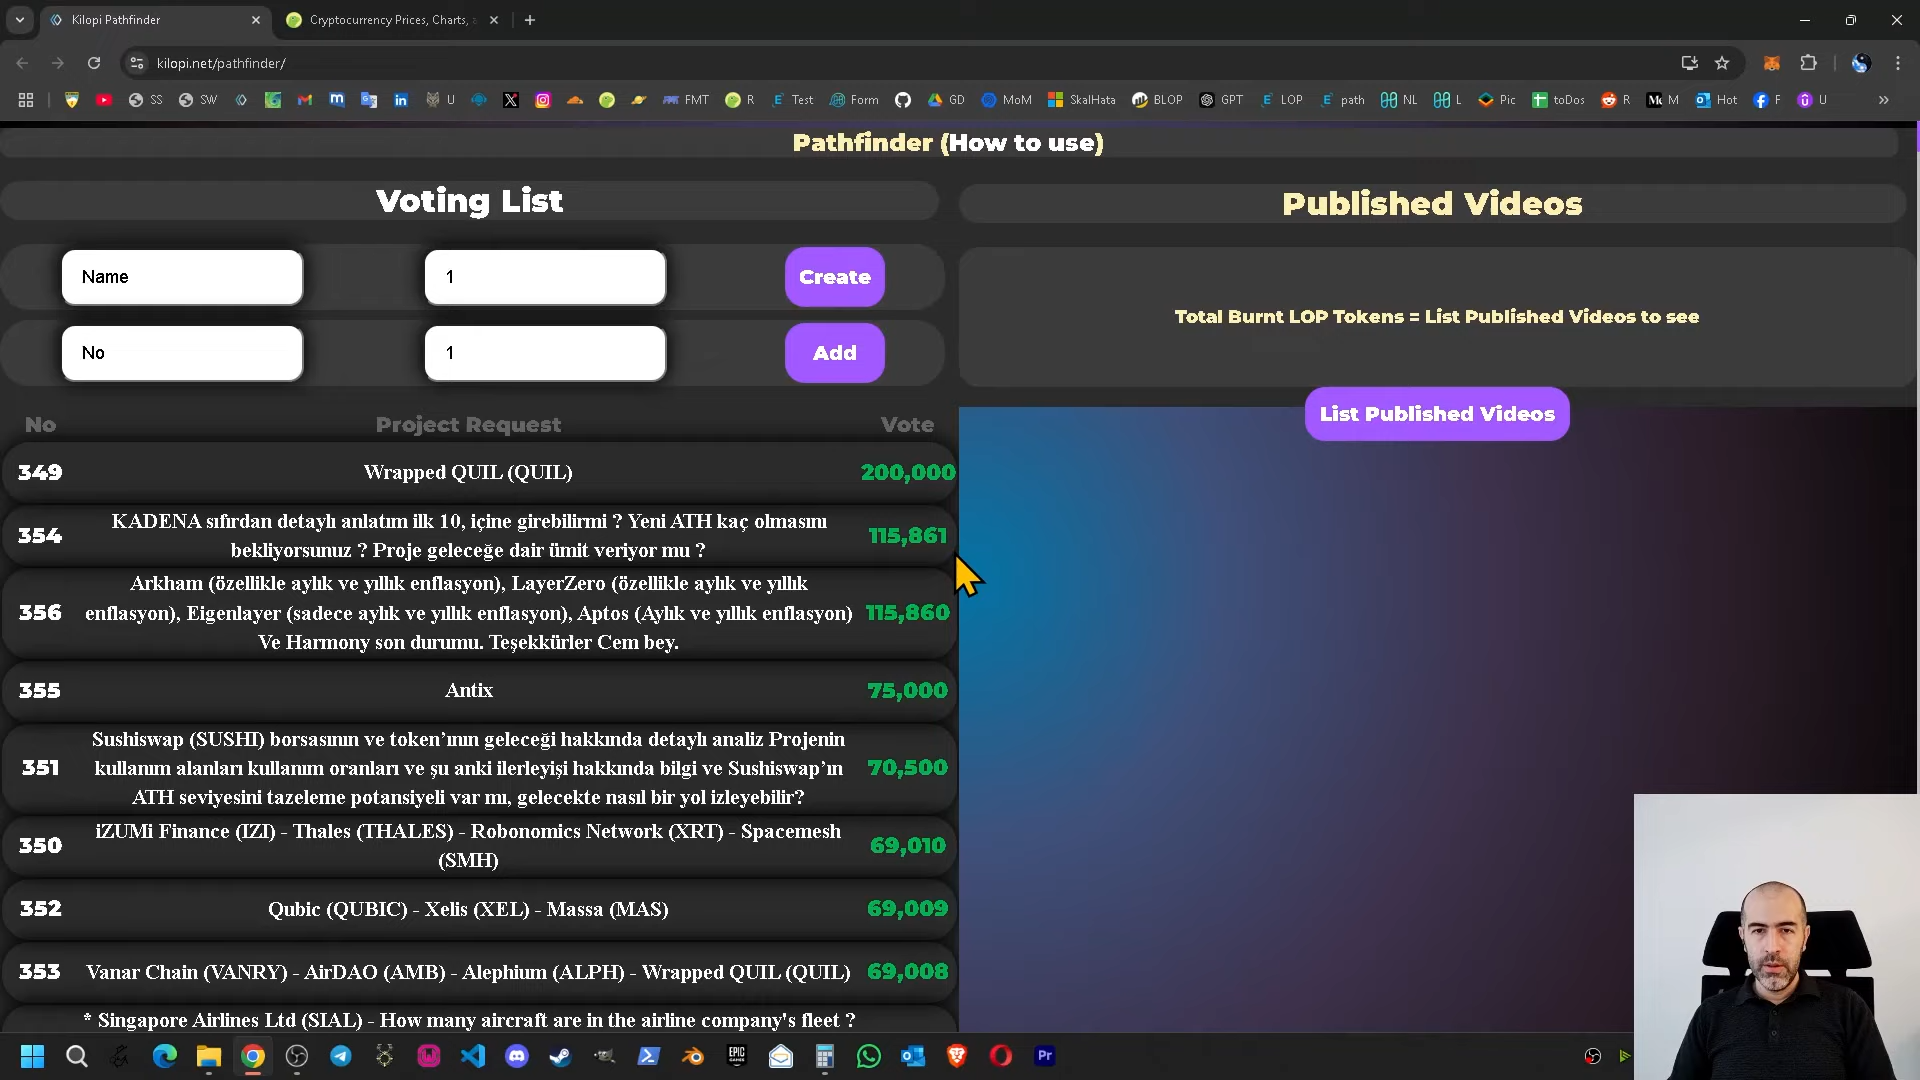 Kilopi Pathfinder
Cryptocurrency Prices, Charts,
kilopi.net/pathfinder/
SS
SW
U
FMT
R
Test
Form
GD
MoM
SkalHata
BLOP
GPT
LOP
path
NL
L
Pic
toDos
R
M
Hot
F
U
Pathfinder (How to use)
Voting List
Published Videos
Name
1
Create
No
1
Add
Total Burnt LOP Tokens = List Published Videos to see
List Published Videos
No Project Request Vote
349 Wrapped QUIL (QUIL) 200,000
KADENA sıfırdan detaylı anlatım ilk 10, içine girebilirmi ? Yeni ATH kaç olmasını
354 bekliyorsunuz ? Proje geleceğe dair ümit veriyor mu ? 115,861
Arkham (özellikle aylık ve yıllık enflasyon), LayerZero (özellikle aylık ve yıllık
356 enflasyon), Eigenlayer (sadece aylık ve yıllık enflasyon), Aptos (Aylık ve yıllık enflasyon) 115,860
Ve Harmony son durumu. Teşekkürler Cem bey.
355 Antix 75,000
Sushiswap (SUSHI) borsasının ve token’ının geleceği hakkında detaylı analiz Projenin
351 kullanım alanları kullanım oranları ve şu anki ilerleyişi hakkında bilgi ve Sushiswap’ın 70,500
ATH seviyesini tazeleme potansiyeli var mı, gelecekte nasıl bir yol izleyebilir?
iZUMi Finance (IZI) - Thales (THALES) - Robonomics Network (XRT) - Spacemesh
350 (SMH) 69,010
352 Qubic (QUBIC) - Xelis (XEL) - Massa (MAS) 69,009
353 Vanar Chain (VANRY) - AirDAO (AMB) - Alephium (ALPH) - Wrapped QUIL (QUIL) 69,008
* Singapore Airlines Ltd (SIAL) - How many aircraft are in the airline company's fleet ?
EPIC
GAMES
Pr